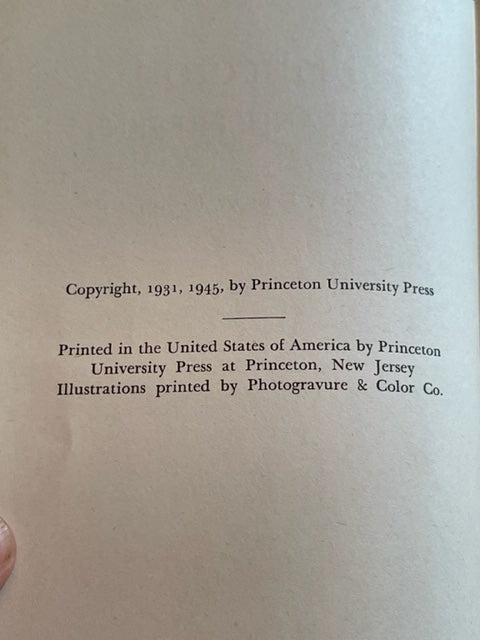 Copyright, 1931, 1945, by Princeton University Press
Printed in the United States of America by Princeton
University Press at Princeton, New Jersey
Illustrations printed by Photogravure & Color Co.